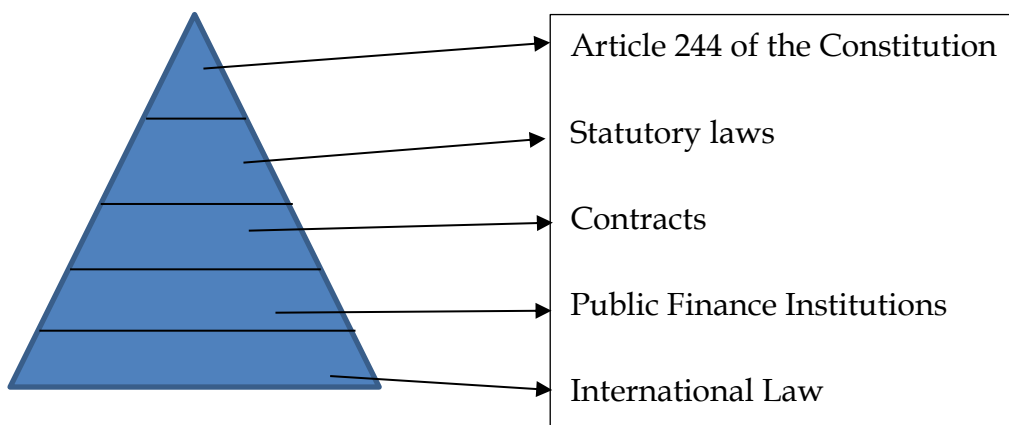 Article 244 of the Constitution
Statutory laws
Contracts
Public Finance Institutions
International Law